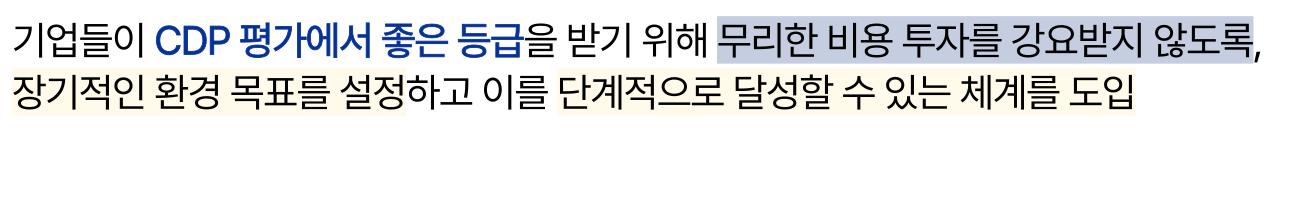 기업들이 CDP 평가에서 좋은 등급을 받기 위해 무리한 비용 투자를 강요받지 않도록,
장기적인 환경 목표를 설정하고 이를 단계적으로 달성할 수 있는 체계를 도입